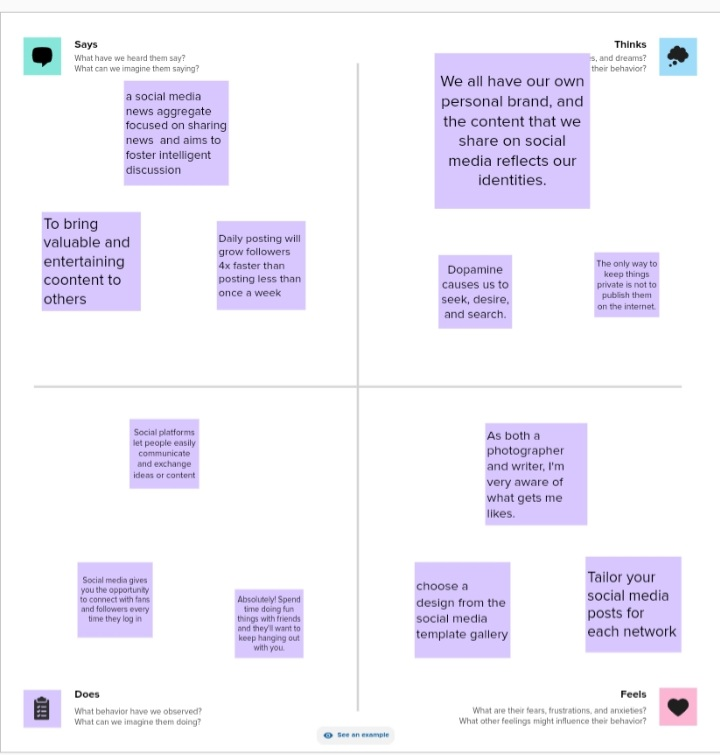 Says
What have we heard them say?
What can we imagine them saying?
a social media
news aggregate
focused on sharing
news and aims to
foster intelligent
discussion
To bring
valuable and
entertaining
coontent to
others
Daily posting will
grow followers
4x faster than
posting less than
once a week
Thinks
and dreams?
their behavior?
We all have our own
personal brand, and
the content that we
share on social
media reflects our
identities.
Dopamine
causes us to
seek, desire,
and search.
The only way to
keep things
private is not to
publish them
on the internet.
Social platforms
let people easily
communicate
and exchange
ideas or content
Social media gives
you the opportunity
to connect with fans
and followers every
time they log in
Absolutely! Spend
time doing fun
things with friends
and they'll want to
keep hanging out
with you.
Does
What behavior have we observed?
What can we imagine them doing?
As both a
photographer
and writer, I'm
very aware of
what gets me
likes.
choose a
design from the
social media
template gallery
Tailor your
social media
posts for
each network
Feels
What are their fears, frustrations, and anxieties?
What other feelings might influence their behavior?
See an example